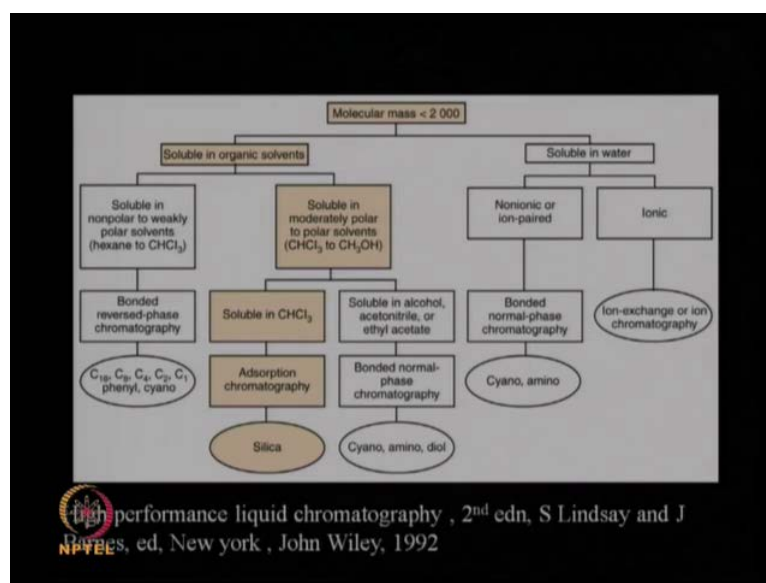 Molecular mass < 2 000
Soluble in organic solvents
Soluble in water
Soluble in
nonpolar to weakly
polar solvents
(hexane to CHCl₃)
Soluble in
moderately polar
to polar solvents
(CHCl₃ to CH₃OH)
Nonionic or
ion-paired
Ionic
Bonded
reversed-phase
chromatography
Soluble in CHCl₃
Soluble in alcohol,
acetonitrile, or
ethyl acetate
Bonded
normal-phase
chromatography
Ion-exchange or ion
chromatography
C₁₈, C₈, C₄, C₂, C₁
phenyl, cyano
Adsorption
chromatography
Bonded normal-
phase
chromatography
Cyano, amino
Silica
Cyano, amino, diol
performance liquid chromatography , 2nd edn, S Lindsay and J
ed, New york , John Wiley, 1992
NPTEL